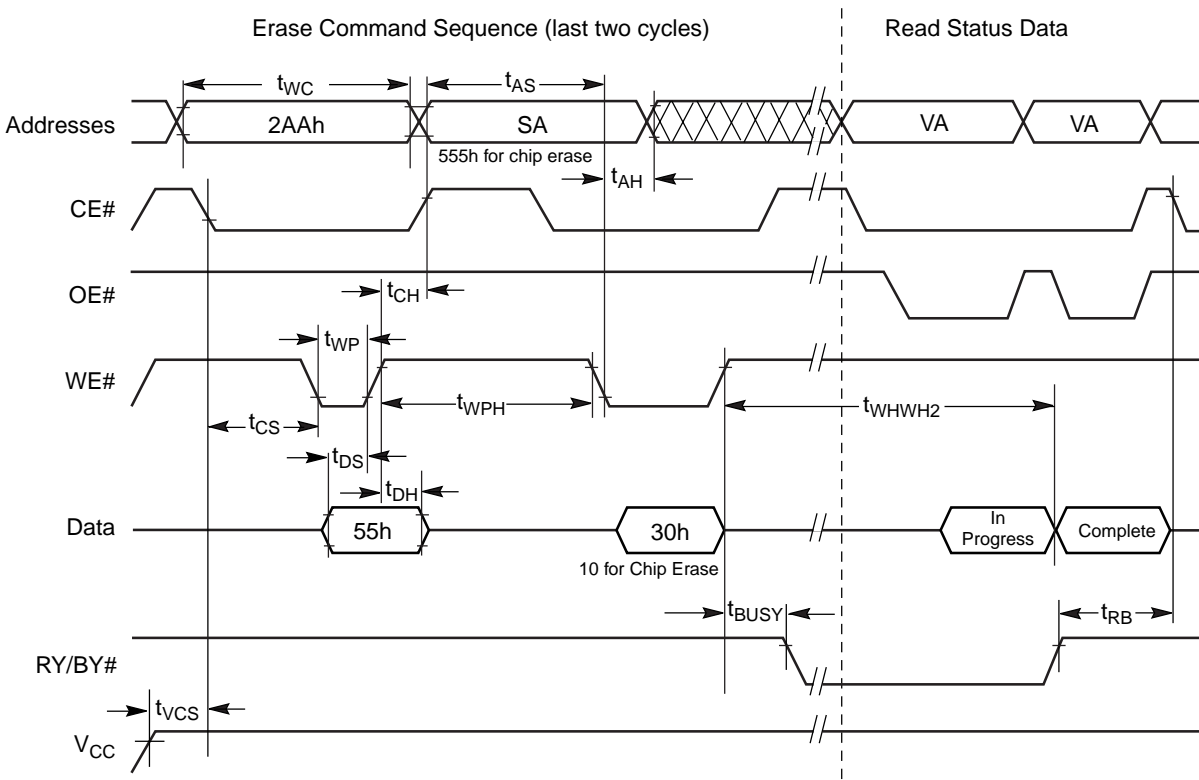 Erase Command Sequence (last two cycles)
Read Status Data
tWC
tAS
Addresses
2AAh
SA
VA
VA
555h for chip erase
tAH
CE#
OE#
tCH
tWP
WE#
tWPH
tWHWH2
tCS
tDS
tDH
Data
55h
30h
In
Progress
Complete
10 for Chip Erase
tBUSY
tRB
RY/BY#
tVCS
VCC